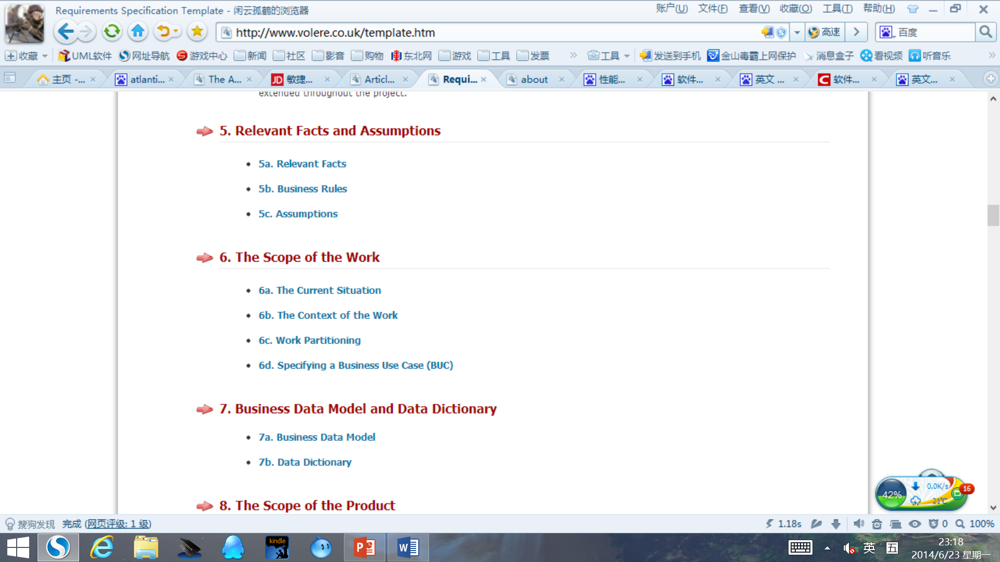 Requirements Specification Template - 闲云孤鹤的浏览器
账户(U) 文件(F) 查看(V) 收藏(O) 工具(T) 帮助(H)
http://www.volere.co.uk/template.htm
高速
百度
收藏 UML软件 网址导航 游戏中心 新闻 社区 影音 购物 东北网 游戏 工具 发票 » 工具 发送到手机 金山毒霸上网保护 消息盒子 看视频 听音乐 »
主页 -... atlanti... The A... JD 敏捷... Articl... Requi... about 性能... 软件... 英文 ... C 软件... 英文...
extended throughout the project.
5. Relevant Facts and Assumptions
5a. Relevant Facts
5b. Business Rules
5c. Assumptions
6. The Scope of the Work
6a. The Current Situation
6b. The Context of the Work
6c. Work Partitioning
6d. Specifying a Business Use Case (BUC)
7. Business Data Model and Data Dictionary
7a. Business Data Model
7b. Data Dictionary
8. The Scope of the Product
42% 0.0K/s 16
21℃
搜狗发现 完成 (网页评级: 1 级)
1.18s 0 100%
kindle
英 五
23:18
2014/6/23 星期一